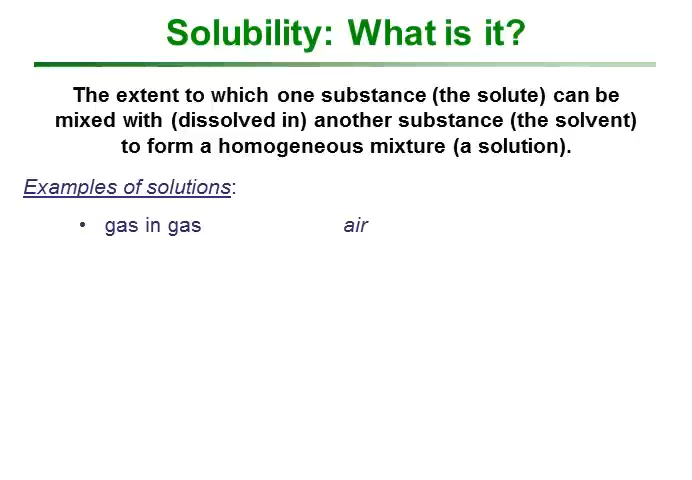 Solubility: What is it?
The extent to which one substance (the solute) can be
mixed with (dissolved in) another substance (the solvent)
to form a homogeneous mixture (a solution).
Examples of solutions:
• gas in gas air